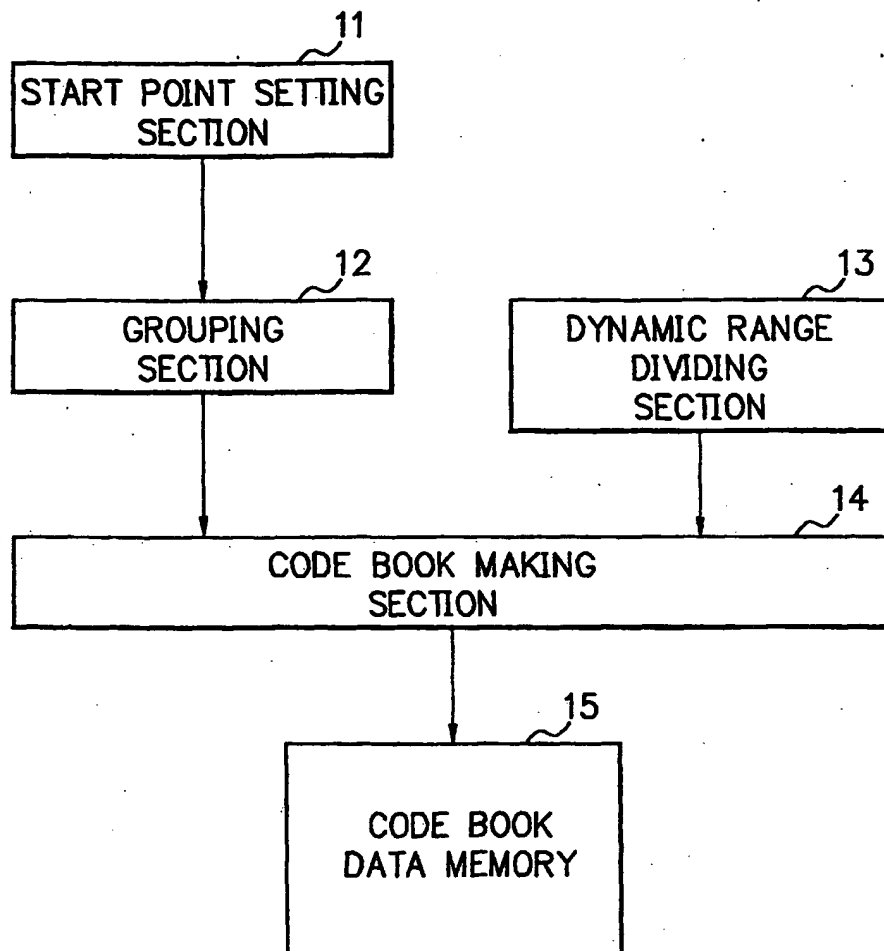 11
START POINT SETTING
SECTION
12
GROUPING
SECTION
13
DYNAMIC RANGE
DIVIDING
SECTION
14
CODE BOOK MAKING
SECTION
15
CODE BOOK
DATA MEMORY